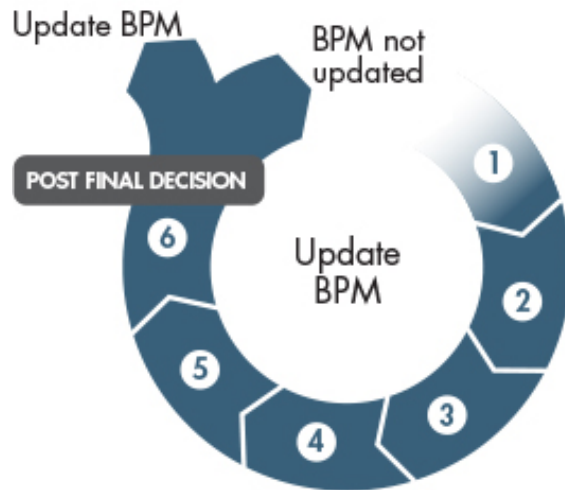 Update BPM
BPM not
updated
1
POST FINAL DECISION
6
Update
BPM
2
5
3
4